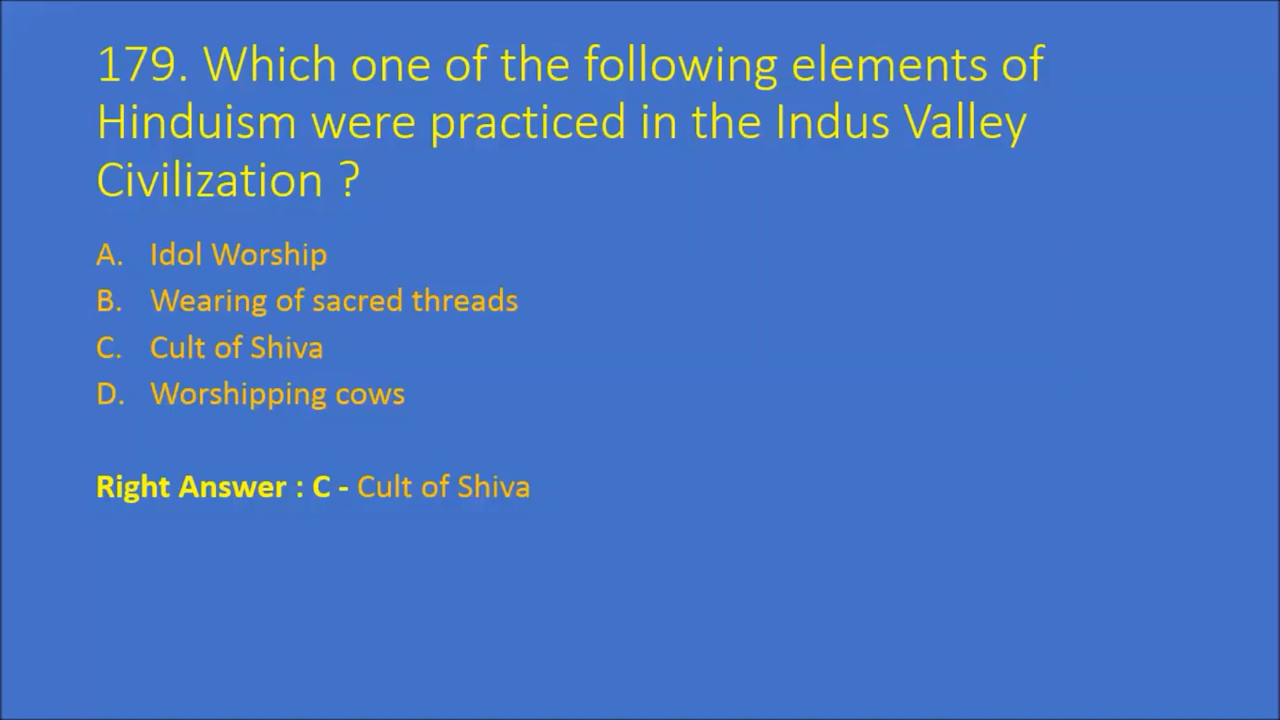 179. Which one of the following elements of
Hinduism were practiced in the Indus Valley
Civilization ?
A. Idol Worship
B. Wearing of sacred threads
C. Cult of Shiva
D. Worshipping cows
Right Answer : C - Cult of Shiva